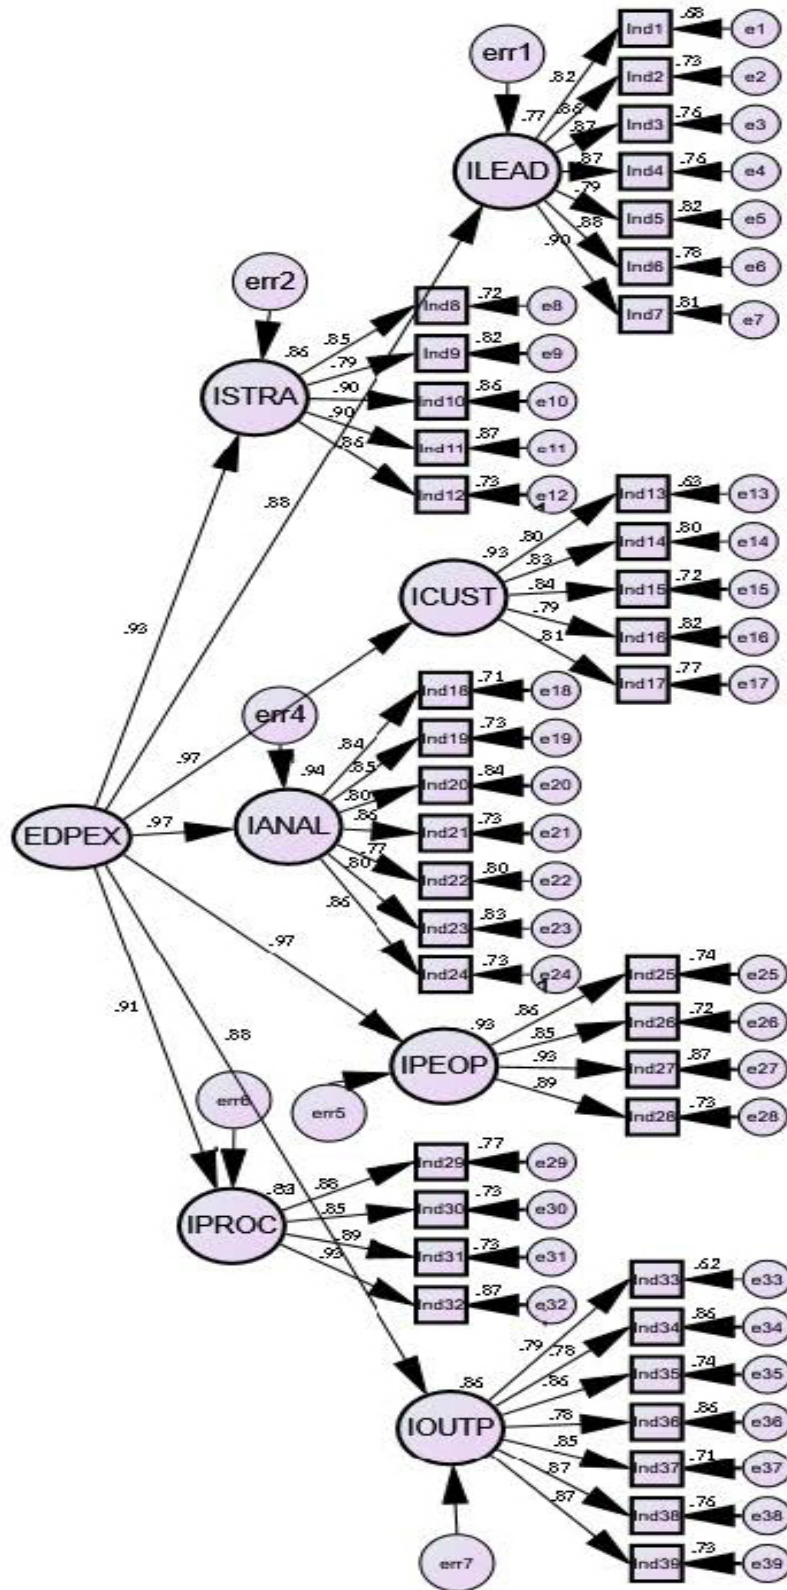 .68
Ind1 e1
err1
.82 .73
Ind2 e2
.77 .86
.87 .76
Ind3 e3
ILEAD .87 Ind4 .76 e4
.79
Ind5 .82 e5
.88
Ind6 .78 e6
.90
Ind7 .81 e7
err2
Ind8 .72 e8
.85
.86 .79 Ind9 .82 e9
ISTRA .90 Ind10 .86 e10
.90 Ind11 .87 e11
.86 Ind12 .73 e12
.88
1
Ind13 .63 e13
.80
.93 .83 Ind14 .80 e14
ICUST .84 Ind15 .72 e15
.79 Ind16 .82 e16
.81 Ind17 .77 e17
.93
Ind18 .71 e18
err4
.84 Ind19 .73 e19
.97 .94 .85
.80 Ind20 .84 e20
EDPEX .97 IANAL .86 Ind21 .73 e21
.77 Ind22 .80 e22
.80 Ind23 .83 e23
.86 Ind24 .73 e24
.97
1
Ind25 .74 e25
.86
.93 .85 Ind26 .72 e26
IPEOP .93 Ind27 .87 e27
.89 Ind28 .73 e28
err5
.91
.88
err6
Ind29 .77 e29
.88
.85 Ind30 .73 e30
IPROC .89 Ind31 .73 e31
.93 Ind32 .87 e32
Ind33 .62 e33
.79
.78 Ind34 .86 e34
.86 .86 Ind35 .74 e35
IOUTP .78 Ind36 .86 e36
.85 Ind37 .71 e37
.87 Ind38 .76 e38
.87 Ind39 .73 e39
err7